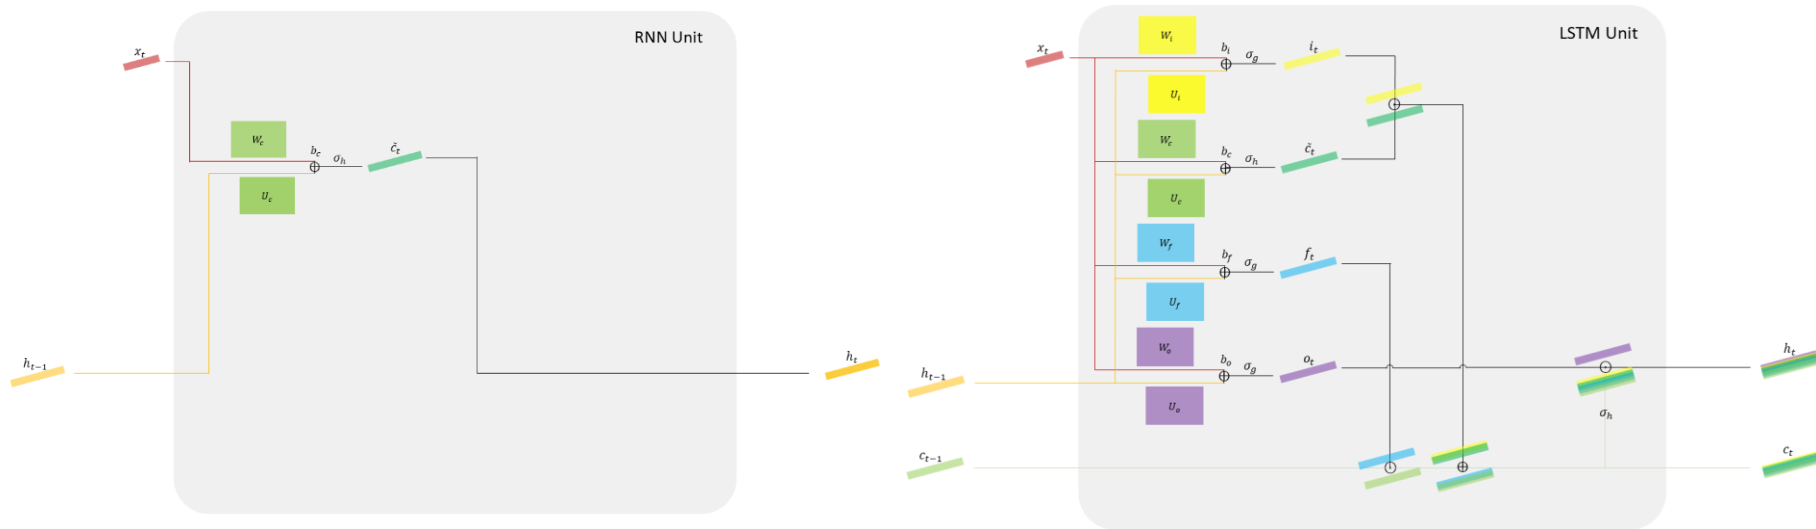 RNN Unit
x_t
W_c
b_c
σ_h
c̃_t
U_c
h_{t−1}
h_t
LSTM Unit
x_t
W_i
b_i
σ_g
i_t
U_i
W_c
b_c
σ_h
c̃_t
U_c
W_f
b_f
σ_g
f_t
U_f
W_o
b_o
σ_g
o_t
U_o
h_{t−1}
h_t
σ_h
c_{t−1}
c_t